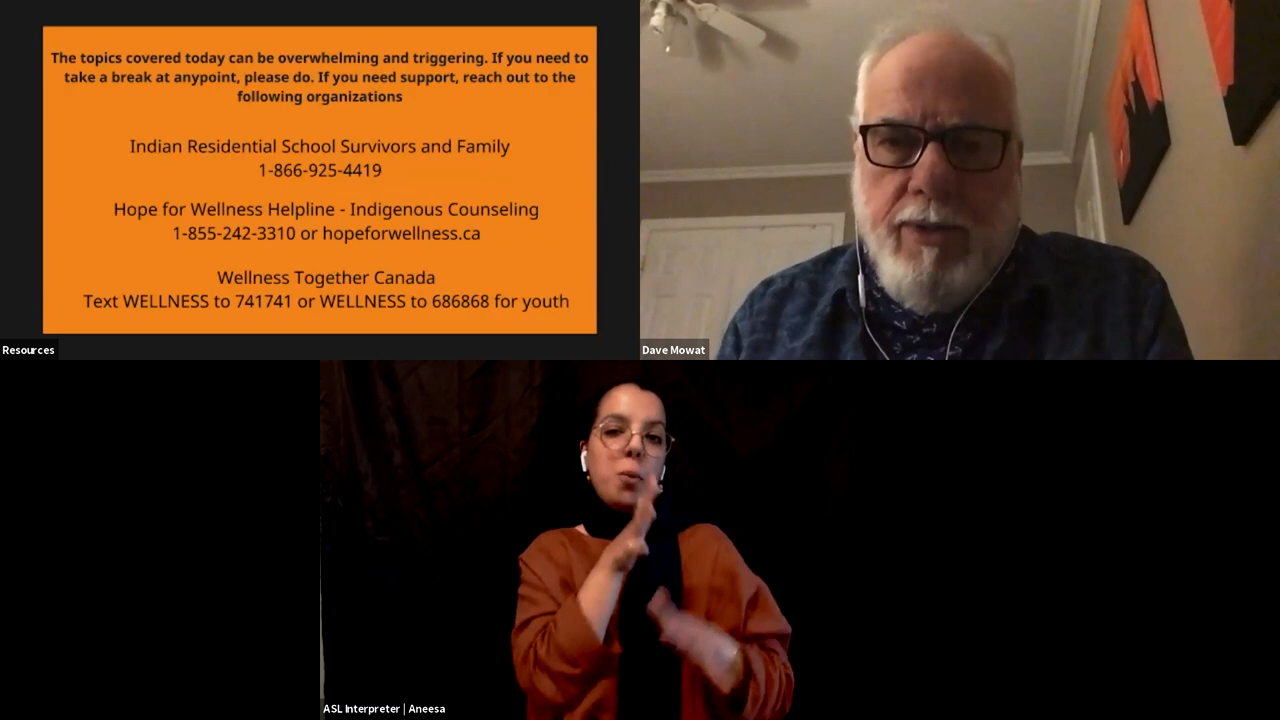 The topics covered today can be overwhelming and triggering. If you need to
take a break at anypoint, please do. If you need support, reach out to the
following organizations
Indian Residential School Survivors and Family
1-866-925-4419
Hope for Wellness Helpline - Indigenous Counseling
1-855-242-3310 or hopeforwellness.ca
Wellness Together Canada
Text WELLNESS to 741741 or WELLNESS to 686868 for youth
Resources
Dave Mowat
ASL Interpreter | Aneesa